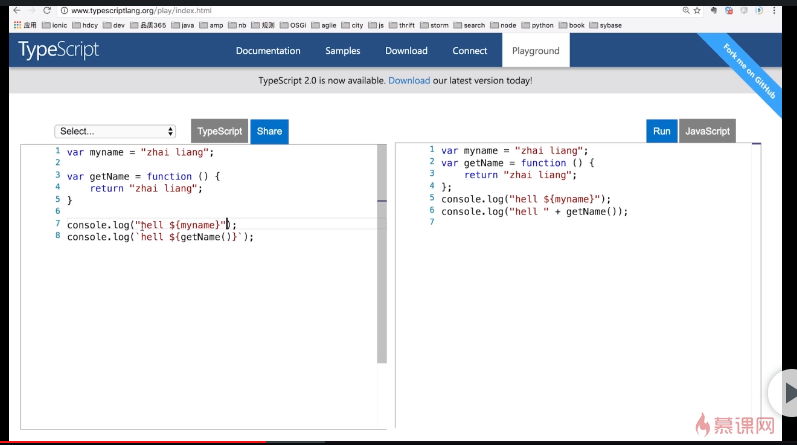 www.typescriptlang.org/play/index.html
应用 ionic hdcy dev 品质365 java amp nb 规则 OSGi agile city js thrift storm search node python book sybase
TypeScript Documentation Samples Download Connect Playground
Fork me on GitHub
TypeScript 2.0 is now available. Download our latest version today!
Select... TypeScript Share
Run JavaScript
1 var myname = "zhai liang";
2
3 var getName = function () {
4 return "zhai liang";
5 }
6
7 console.log("hell ${myname}");
8 console.log(`hell ${getName()}`);
1 var myname = "zhai liang";
2 var getName = function () {
3 return "zhai liang";
4 };
5 console.log("hell ${myname}");
6 console.log("hell " + getName());
7
慕课网